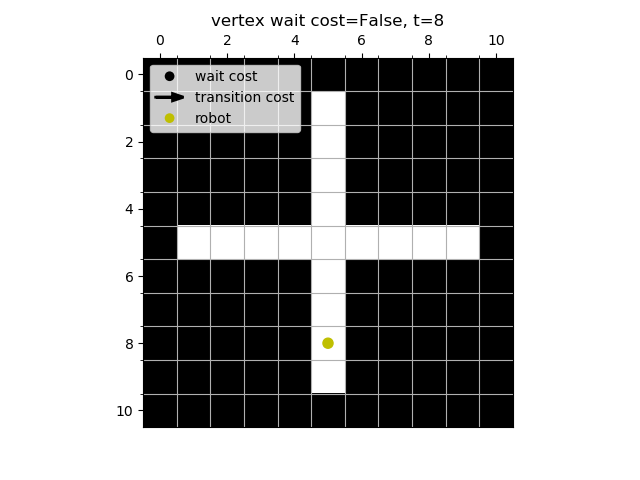 vertex wait cost=False, t=8
0 2 4 6 8 10
wait cost
transition cost
robot
0
2
4
6
8
10